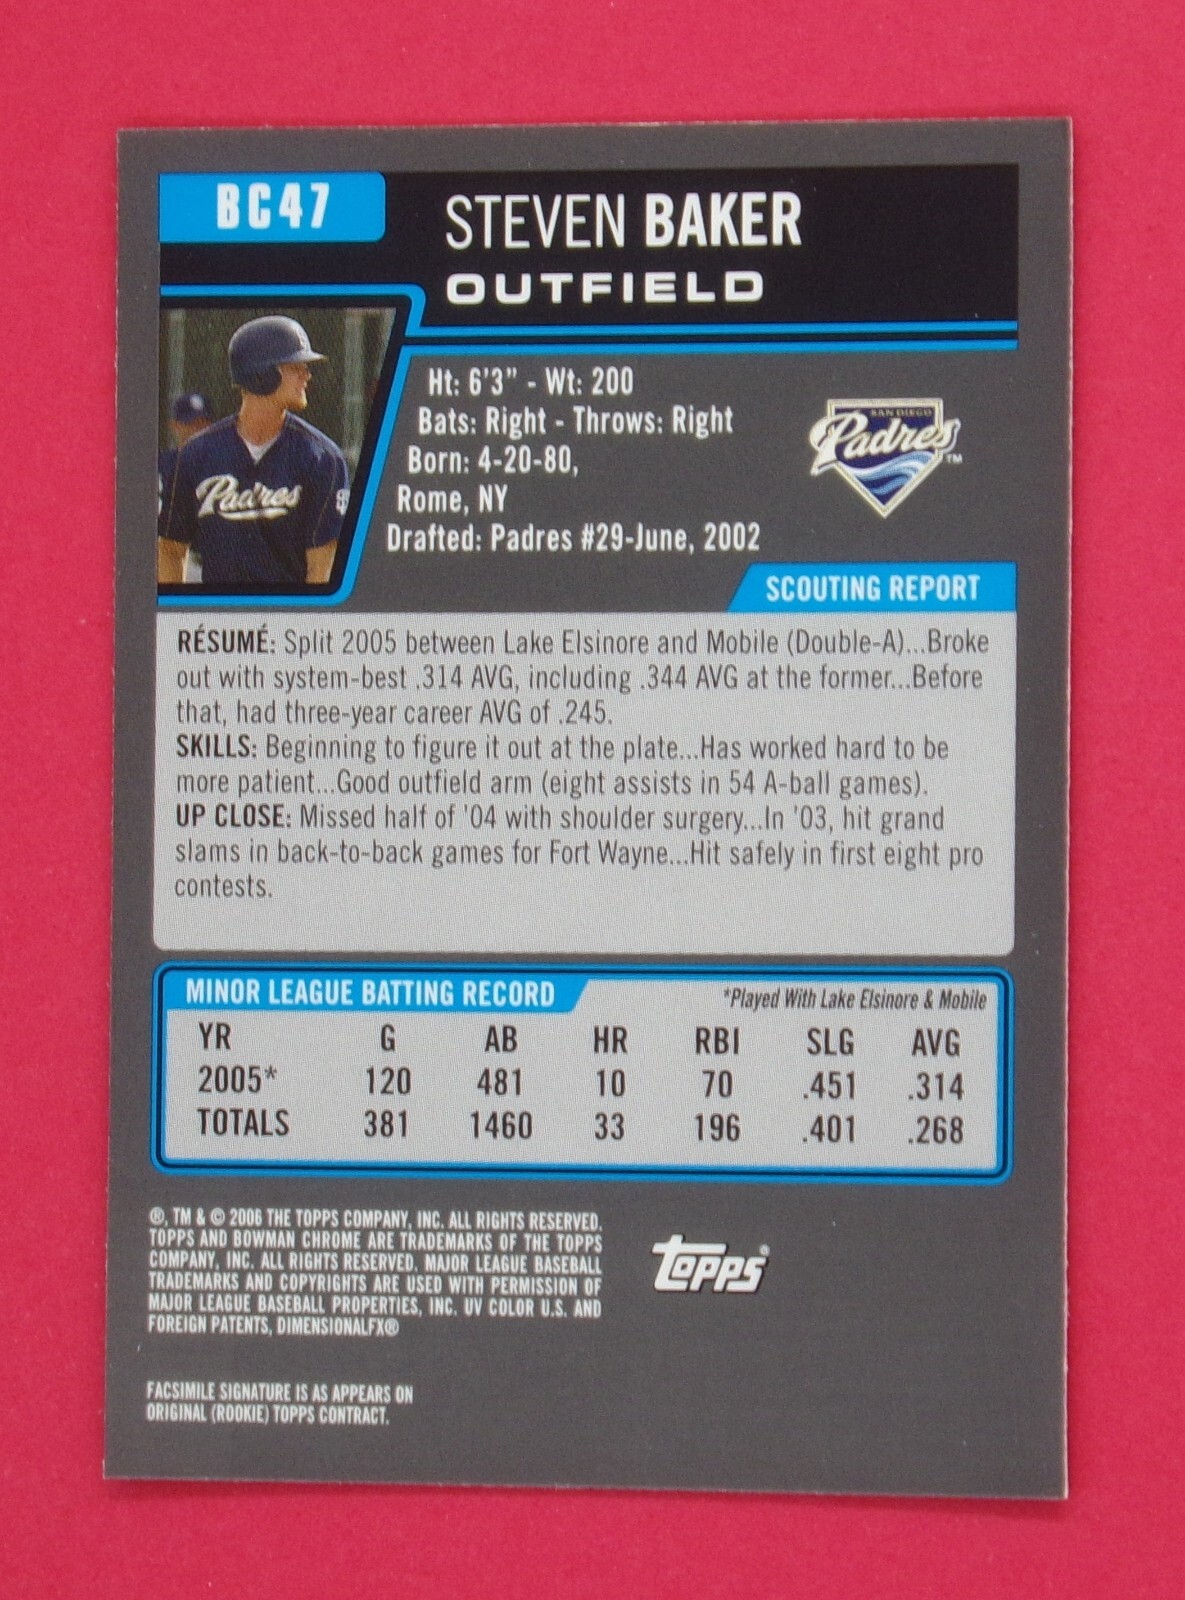 BC47
STEVEN BAKER
OUTFIELD
Padres
Ht: 6'3" - Wt: 200
Bats: Right - Throws: Right
Born: 4-20-80,
Rome, NY
Drafted: Padres #29-June, 2002
SAN DIEGO
Padres™
SCOUTING REPORT
RÉSUMÉ: Split 2005 between Lake Elsinore and Mobile (Double-A)...Broke
out with system-best .314 AVG, including .344 AVG at the former...Before
that, had three-year career AVG of .245.
SKILLS: Beginning to figure it out at the plate...Has worked hard to be
more patient...Good outfield arm (eight assists in 54 A-ball games).
UP CLOSE: Missed half of '04 with shoulder surgery...In '03, hit grand
slams in back-to-back games for Fort Wayne...Hit safely in first eight pro
contests.
MINOR LEAGUE BATTING RECORD *Played With Lake Elsinore & Mobile
YR G AB HR RBI SLG AVG
2005* 120 481 10 70 .451 .314
TOTALS 381 1460 33 196 .401 .268
®, TM & © 2006 THE TOPPS COMPANY, INC. ALL RIGHTS RESERVED.
TOPPS AND BOWMAN CHROME ARE TRADEMARKS OF THE TOPPS
COMPANY, INC. ALL RIGHTS RESERVED. MAJOR LEAGUE BASEBALL
TRADEMARKS AND COPYRIGHTS ARE USED WITH PERMISSION OF
MAJOR LEAGUE BASEBALL PROPERTIES, INC. UV COLOR U.S. AND
FOREIGN PATENTS, DIMENSIONALFX®
Topps®
FACSIMILE SIGNATURE IS AS APPEARS ON
ORIGINAL (ROOKIE) TOPPS CONTRACT.